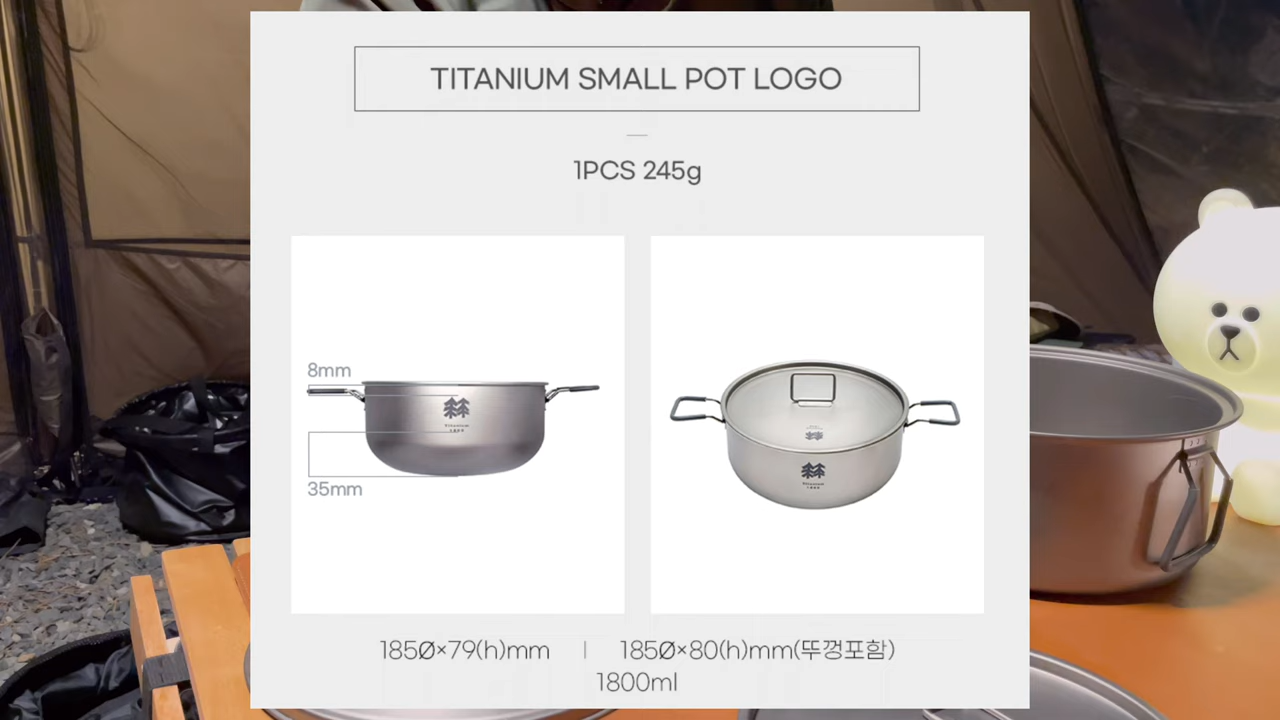 TITANIUM SMALL POT LOGO
1PCS 245g
8mm
35mm
185Ø×79(h)mm | 185Ø×80(h)mm(뚜껑포함)
1800ml